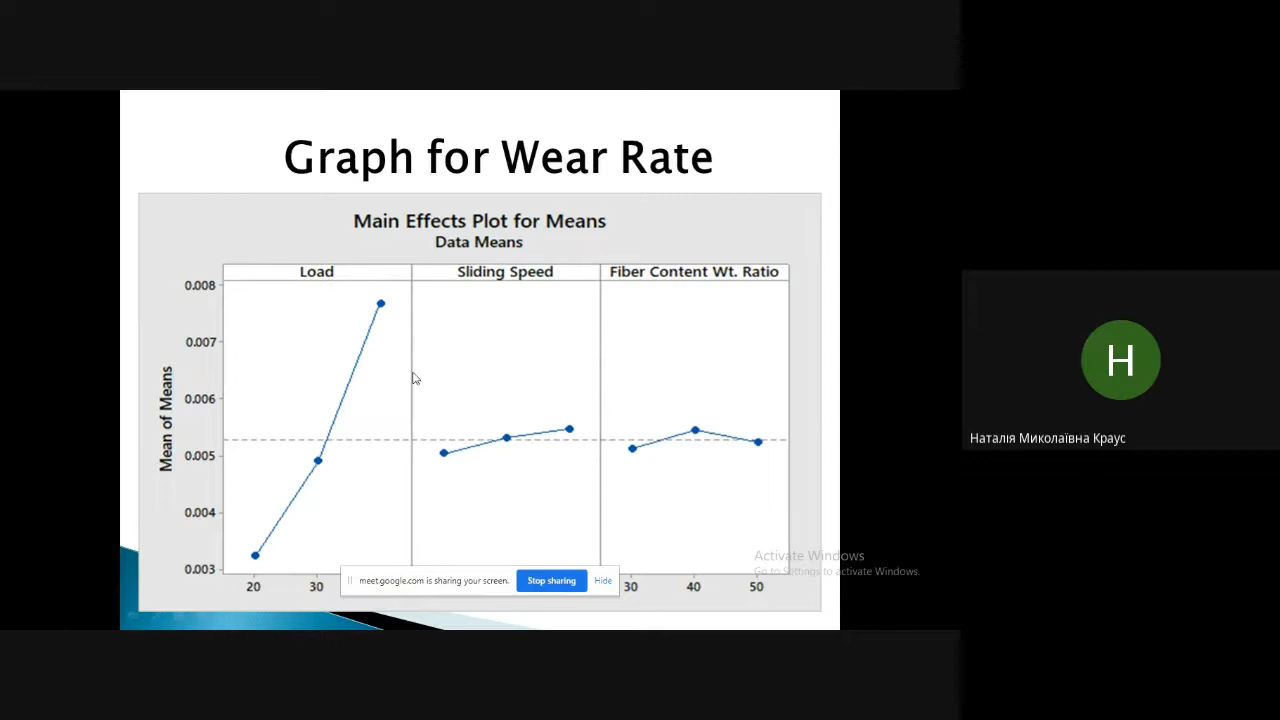 Graph for Wear Rate
Main Effects Plot for Means
Data Means
Load Sliding Speed Fiber Content Wt. Ratio
0.008
0.007
0.006
0.005
0.004
0.003
Mean of Means
20 30 30 40 50
meet.google.com is sharing your screen. Stop sharing Hide
Activate Windows
Go to Settings to activate Windows.
H
Наталія Миколаївна Краус